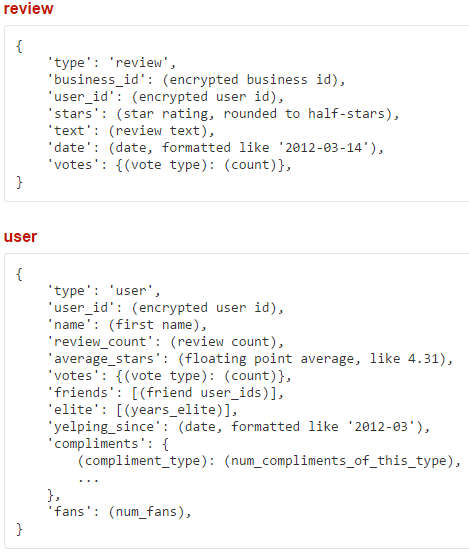 review
{
    'type': 'review',
    'business_id': (encrypted business id),
    'user_id': (encrypted user id),
    'stars': (star rating, rounded to half-stars),
    'text': (review text),
    'date': (date, formatted like '2012-03-14'),
    'votes': {(vote type): (count)},
}
user
{
    'type': 'user',
    'user_id': (encrypted user id),
    'name': (first name),
    'review_count': (review count),
    'average_stars': (floating point average, like 4.31),
    'votes': {(vote type): (count)},
    'friends': [(friend user_ids)],
    'elite': [(years_elite)],
    'yelping_since': (date, formatted like '2012-03'),
    'compliments': {
        (compliment_type): (num_compliments_of_this_type),
        ...
    },
    'fans': (num_fans),
}